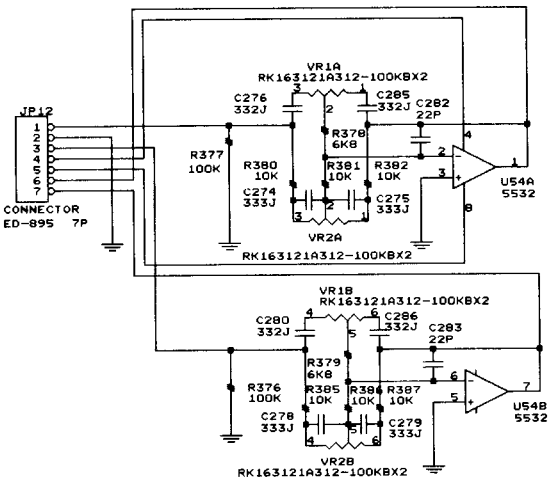 JP12
1
2
3
4
5
6
7
CONNECTOR
ED-895 7P
VR1A
RK163121A312-100KBX2
3
1
2
C276
332J
C285
332J
C282
22P
R378
6K8
R377
100K
R380
10K
R381
10K
R382
10K
C274
333J
C275
333J
3
2
1
VR2A
RK163121A312-100KBX2
4
2
-
3
+
1
8
U54A
5532
VR1B
RK163121A312-100KBX2
4
6
5
C280
332J
C286
332J
C283
22P
R379
6K8
R376
100K
R385
10K
R386
10K
R387
10K
C278
333J
C279
333J
4
5
6
VR2B
RK163121A312-100KBX2
6
-
5
+
7
U54B
5532